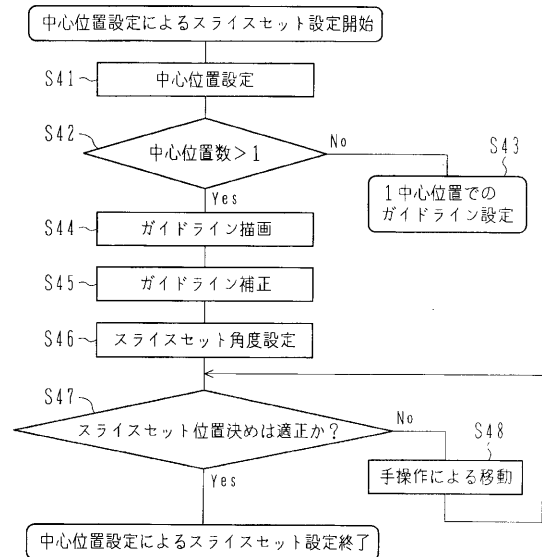 中心位置設定によるスライスセット設定開始
S41
中心位置設定
S42
中心位置数>1
No
S43
1中心位置での
ガイドライン設定
Yes
S44
ガイドライン描画
S45
ガイドライン補正
S46
スライスセット角度設定
S47
スライスセット位置決めは適正か?
No
S48
手操作による移動
Yes
中心位置設定によるスライスセット設定終了